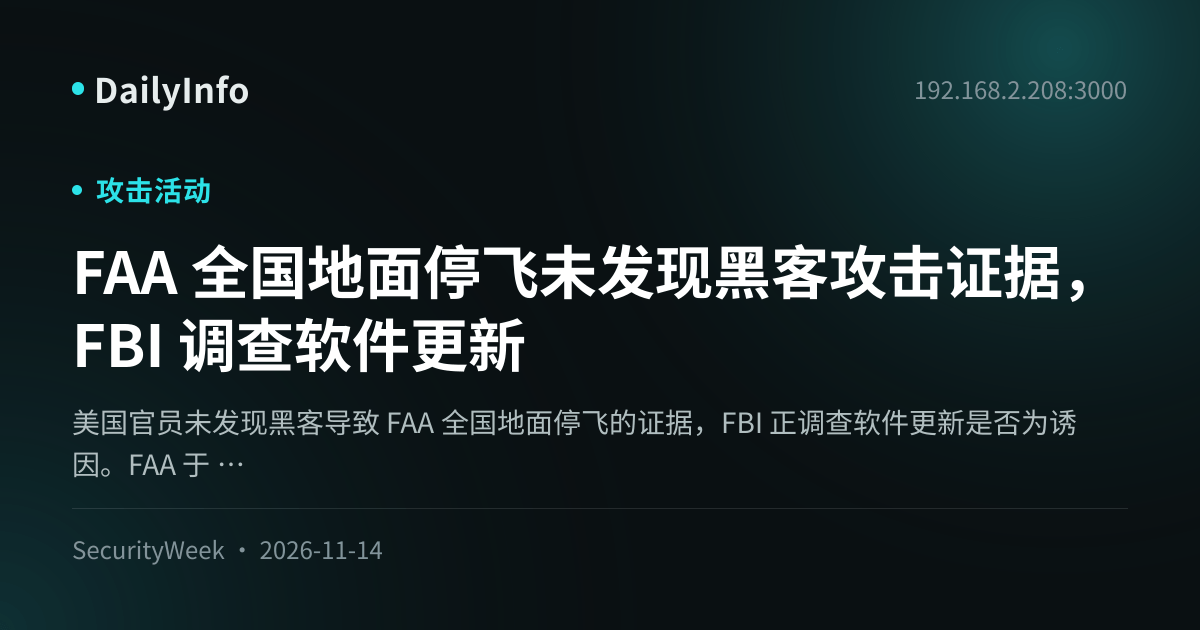 DailyInfo
192.168.2.208:3000
攻击活动
FAA 全国地面停飞未发现黑客攻击证据，
FBI 调查软件更新
美国官员未发现黑客导致 FAA 全国地面停飞的证据，FBI 正调查软件更新是否为诱
因。FAA 于 …
SecurityWeek • 2026-11-14